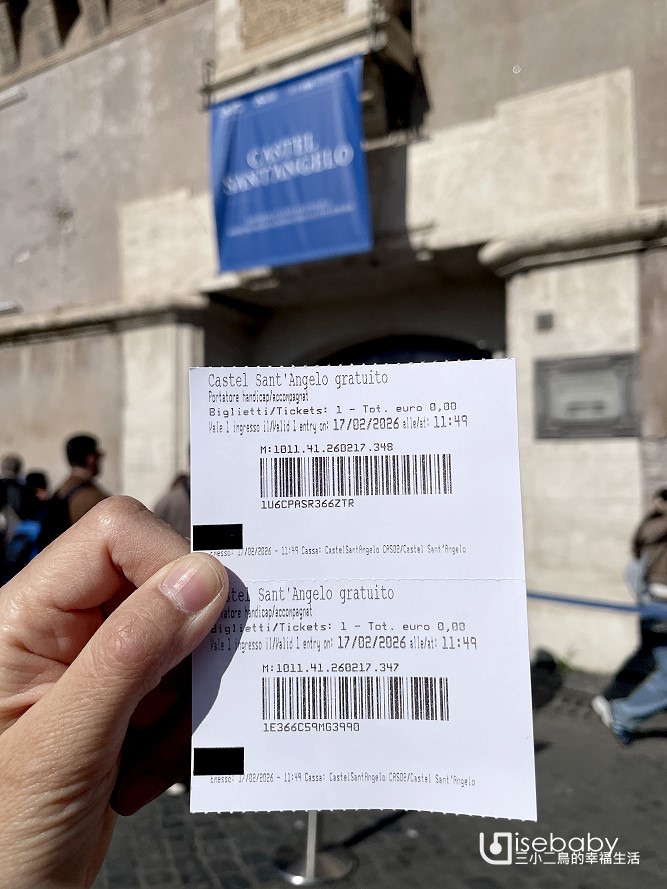 CASTEL
SANT'ANGELO
Castel Sant'Angelo gratuito
Portatore handicap/accompagnat
Biglietti/Tickets: 1 - Tot. euro 0,00
Vale 1 ingresso il/Valid 1 entry on: 17/02/2026 alle/at: 11:49
M:1011.41.260217.348
1U6CPASR366ZTR
Emesso: 17/02/2026 - 11:49 Cassa: CastelSantAngelo CAS02/Castel Sant'Angelo
stel Sant'Angelo gratuito
tatore handicap/accompagnat
Biglietti/Tickets: 1 - Tot. euro 0,00
Vale 1 ingresso il/Valid 1 entry on: 17/02/2026 alle/at: 11:49
M:1011.41.260217.347
1E366C59MG3990
Emesso: 17/02/2026 - 11:49 Cassa: CastelSantAngelo CAS02/Castel Sant'Angelo
Uisebaby
三小二鳥的幸福生活